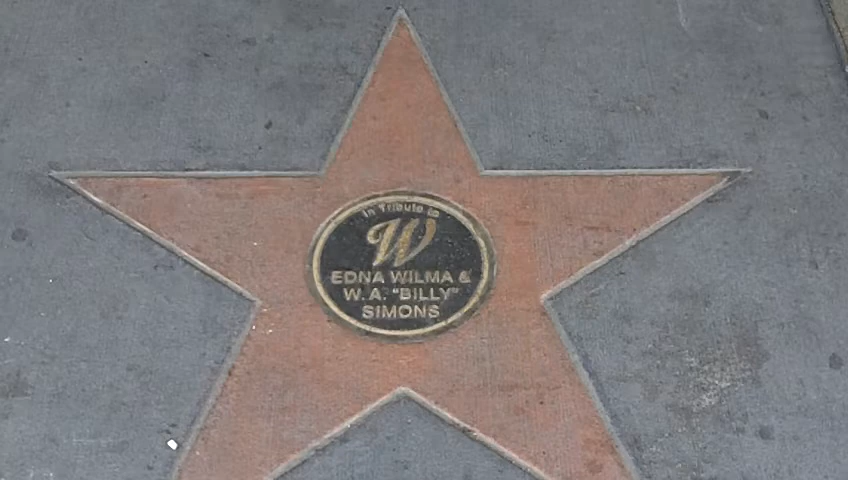 In Tribute to
W
EDNA WILMA &
W. A. "BILLY"
SIMONS